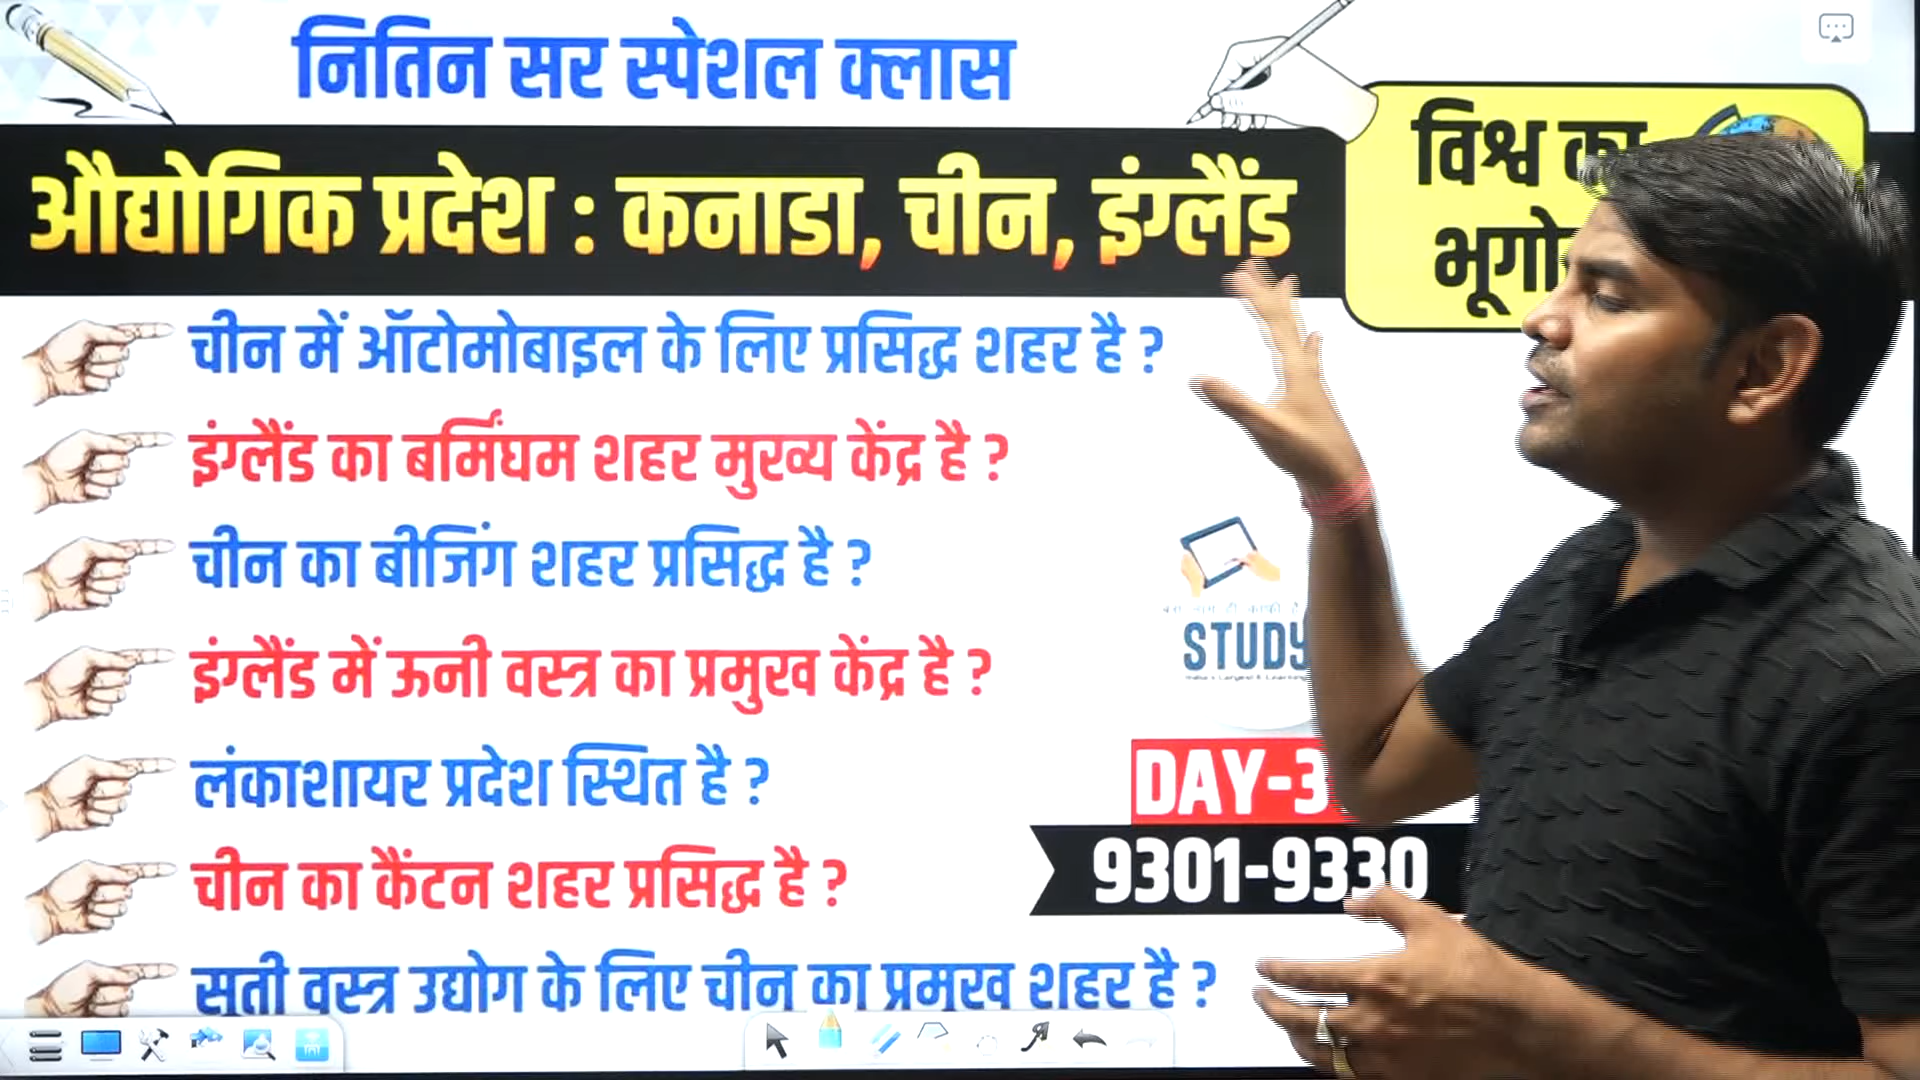 नितिन सर स्पेशल क्लास
विश्व का
औद्योगिक प्रदेश : कनाडा, चीन, इंग्लैंड
चीन में ऑटोमोबाइल के लिए प्रसिद्ध शहर है ?
इंग्लैंड का बर्मिंघम शहर मुख्य केंद्र है ?
चीन का बीजिंग शहर प्रसिद्ध है ?
इंग्लैंड में ऊनी वस्त्र का प्रमुख केंद्र है ?
STUDY
लंकाशायर प्रदेश स्थित है ?
DAY-3
9301-9330
चीन का कैंटन शहर प्रसिद्ध है ?
सूती वस्त्र उद्योग के लिए चीन का प्रमुख शहर है ?